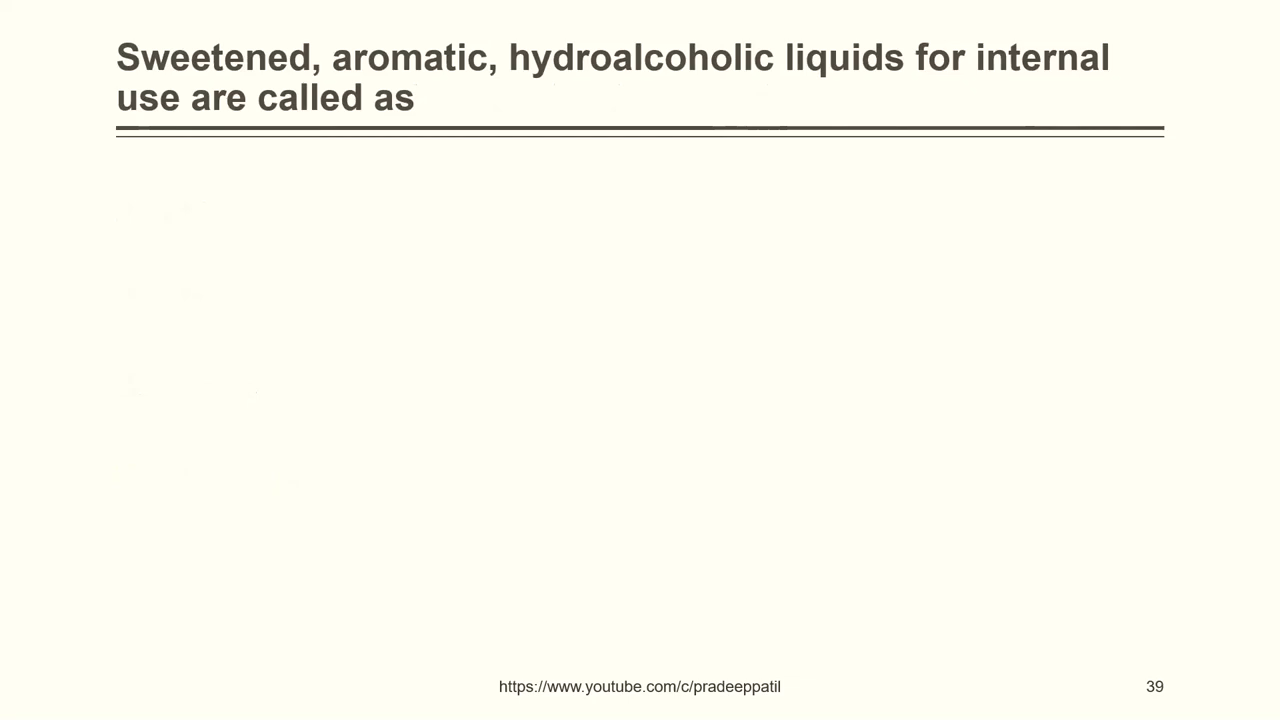 Sweetened, aromatic, hydroalcoholic liquids for internal
use are called as
https://www.youtube.com/c/pradeeppatil
39